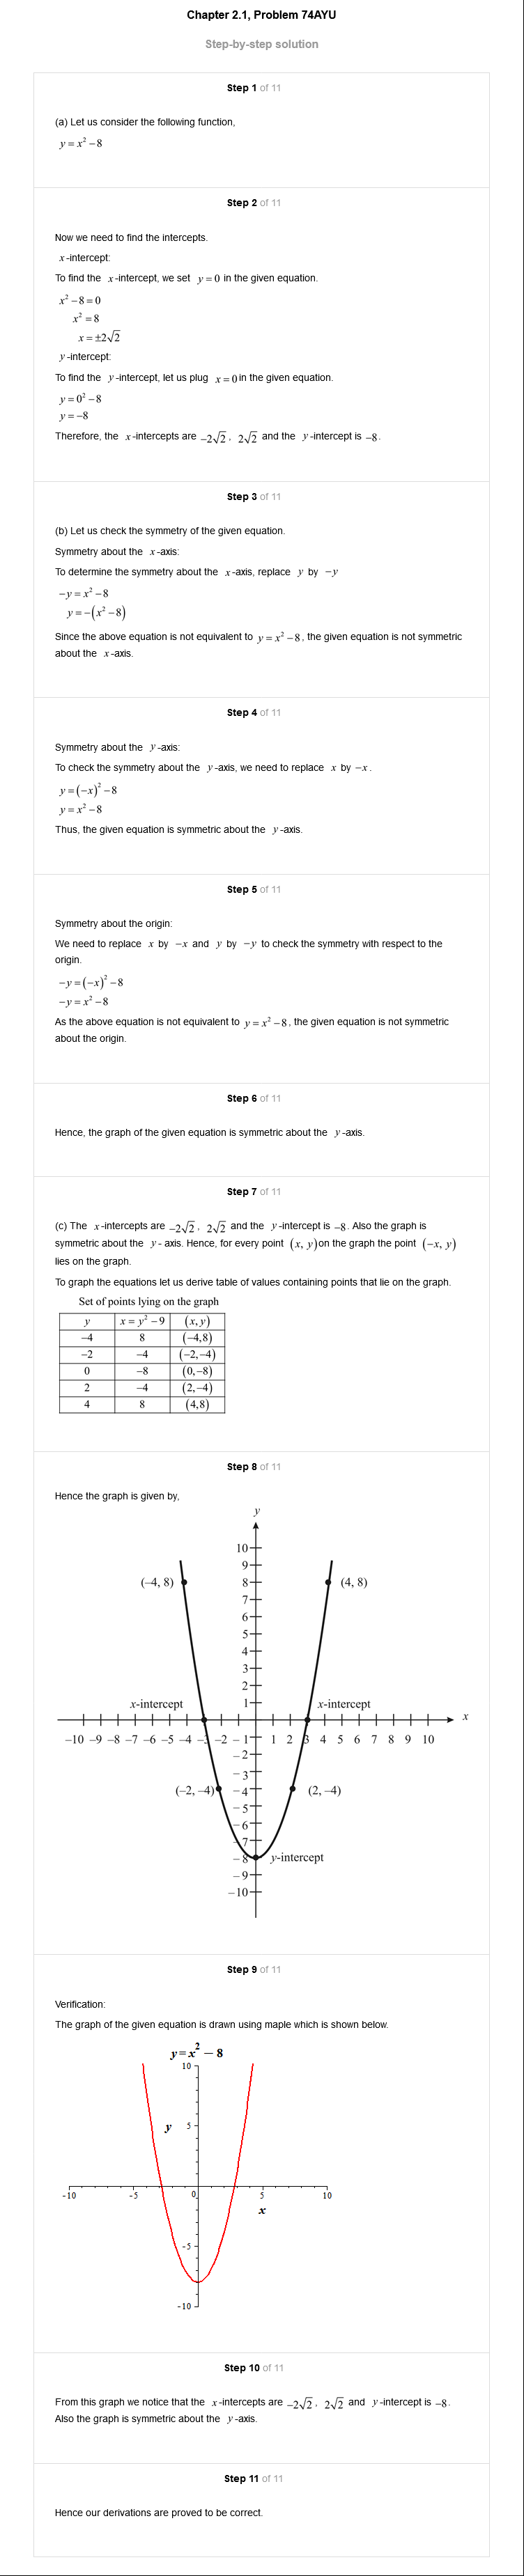 Chapter 2.1, Problem 74AYU
Step-by-step solution
Step 1 of 11
(a) Let us consider the following function,
y = x² − 8
Step 2 of 11
Now we need to find the intercepts.
x-intercept:
To find the x-intercept, we set y = 0 in the given equation.
x² − 8 = 0
x² = 8
x = ±2√2
y-intercept:
To find the y-intercept, let us plug x = 0 in the given equation.
y = 0² − 8
y = −8
Therefore, the x-intercepts are −2√2, 2√2 and the y-intercept is −8.
Step 3 of 11
(b) Let us check the symmetry of the given equation.
Symmetry about the x-axis:
To determine the symmetry about the x-axis, replace y by −y
−y = x² − 8
y = −(x² − 8)
Since the above equation is not equivalent to y = x² − 8, the given equation is not symmetric
about the x-axis.
Step 4 of 11
Symmetry about the y-axis:
To check the symmetry about the y-axis, we need to replace x by −x.
y = (−x)² − 8
y = x² − 8
Thus, the given equation is symmetric about the y-axis.
Step 5 of 11
Symmetry about the origin:
We need to replace x by −x and y by −y to check the symmetry with respect to the
origin.
−y = (−x)² − 8
−y = x² − 8
As the above equation is not equivalent to y = x² − 8, the given equation is not symmetric
about the origin.
Step 6 of 11
Hence, the graph of the given equation is symmetric about the y-axis.
Step 7 of 11
(c) The x-intercepts are −2√2, 2√2 and the y-intercept is −8. Also the graph is
symmetric about the y- axis. Hence, for every point (x, y) on the graph the point (−x, y)
lies on the graph.
To graph the equations let us derive table of values containing points that lie on the graph.
Set of points lying on the graph
y x = y² − 9 (x, y)
−4 8 (−4,8)
−2 −4 (−2,−4)
0 −8 (0,−8)
2 −4 (2,−4)
4 8 (4,8)
Step 8 of 11
Hence the graph is given by,
y
10
9
(−4, 8) 8 (4, 8)
7
6
5
4
3
2
x-intercept 1 x-intercept
x
−10 −9 −8 −7 −6 −5 −4 −3 −2 −1 1 2 3 4 5 6 7 8 9 10
−2
−3
(−2, −4) −4 (2, −4)
−5
−6
−7
−8 y-intercept
−9
−10
Step 9 of 11
Verification:
The graph of the given equation is drawn using maple which is shown below.
y = x² − 8
10
y 5
-10 -5 0 5 10
x
-5
-10
Step 10 of 11
From this graph we notice that the x-intercepts are −2√2, 2√2 and y-intercept is −8.
Also the graph is symmetric about the y-axis.
Step 11 of 11
Hence our derivations are proved to be correct.